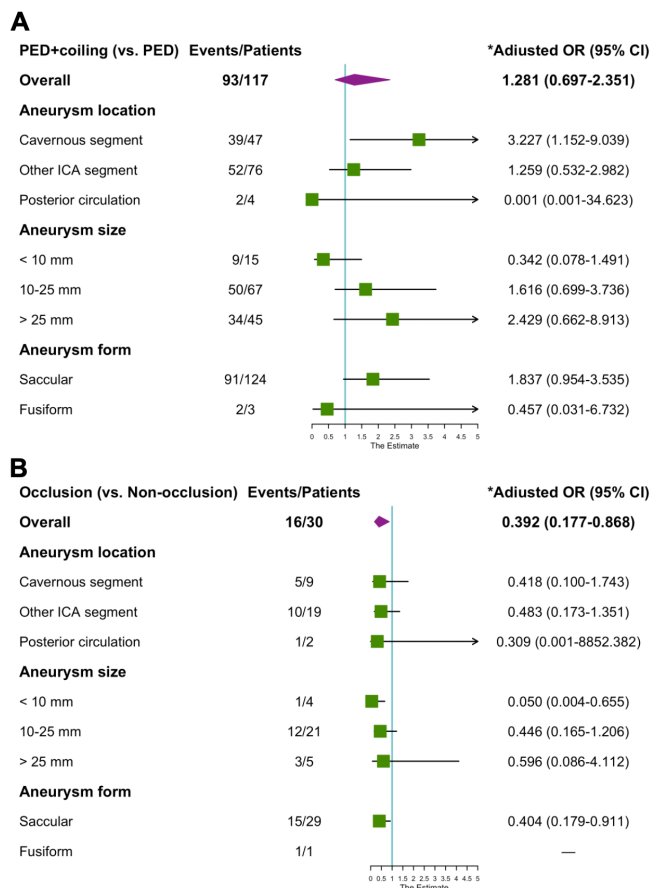 A
PED+coiling (vs. PED) Events/Patients *Adjusted OR (95% CI)
Overall 93/117 1.281 (0.697-2.351)
Aneurysm location
Cavernous segment 39/47 3.227 (1.152-9.039)
Other ICA segment 52/76 1.259 (0.532-2.982)
Posterior circulation 2/4 0.001 (0.001-34.623)
Aneurysm size
< 10 mm 9/15 0.342 (0.078-1.491)
10-25 mm 50/67 1.616 (0.699-3.736)
> 25 mm 34/45 2.429 (0.662-8.913)
Aneurysm form
Saccular 91/124 1.837 (0.954-3.535)
Fusiform 2/3 0.457 (0.031-6.732)
0 0.5 1 1.5 2 2.5 3 3.5 4 4.5 5
The Estimate
B
Occlusion (vs. Non-occlusion) Events/Patients *Adjusted OR (95% CI)
Overall 16/30 0.392 (0.177-0.868)
Aneurysm location
Cavernous segment 5/9 0.418 (0.100-1.743)
Other ICA segment 10/19 0.483 (0.173-1.351)
Posterior circulation 1/2 0.309 (0.001-8852.382)
Aneurysm size
< 10 mm 1/4 0.050 (0.004-0.655)
10-25 mm 12/21 0.446 (0.165-1.206)
> 25 mm 3/5 0.596 (0.086-4.112)
Aneurysm form
Saccular 15/29 0.404 (0.179-0.911)
Fusiform 1/1 —
0 0.5 1 1.5 2 2.5 3 3.5 4 4.5 5
The Estimate